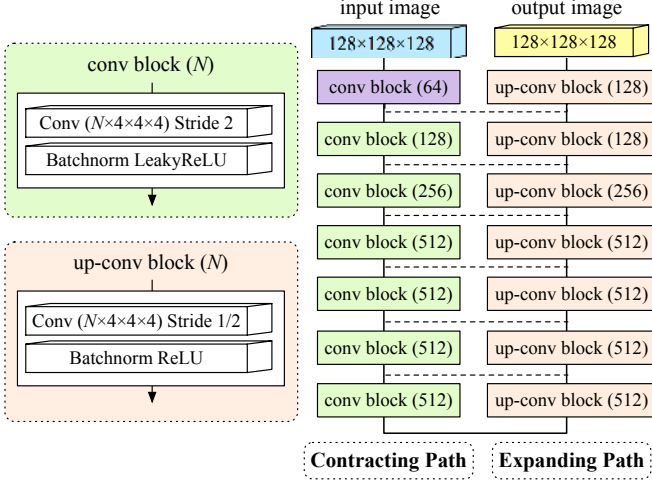 input image
output image
128×128×128
128×128×128
conv block (N)
Conv (N×4×4×4) Stride 2
Batchnorm LeakyReLU
up-conv block (N)
Conv (N×4×4×4) Stride 1/2
Batchnorm ReLU
conv block (64)
up-conv block (128)
conv block (128)
up-conv block (128)
conv block (256)
up-conv block (256)
conv block (512)
up-conv block (512)
conv block (512)
up-conv block (512)
conv block (512)
up-conv block (512)
conv block (512)
up-conv block (512)
Contracting Path
Expanding Path